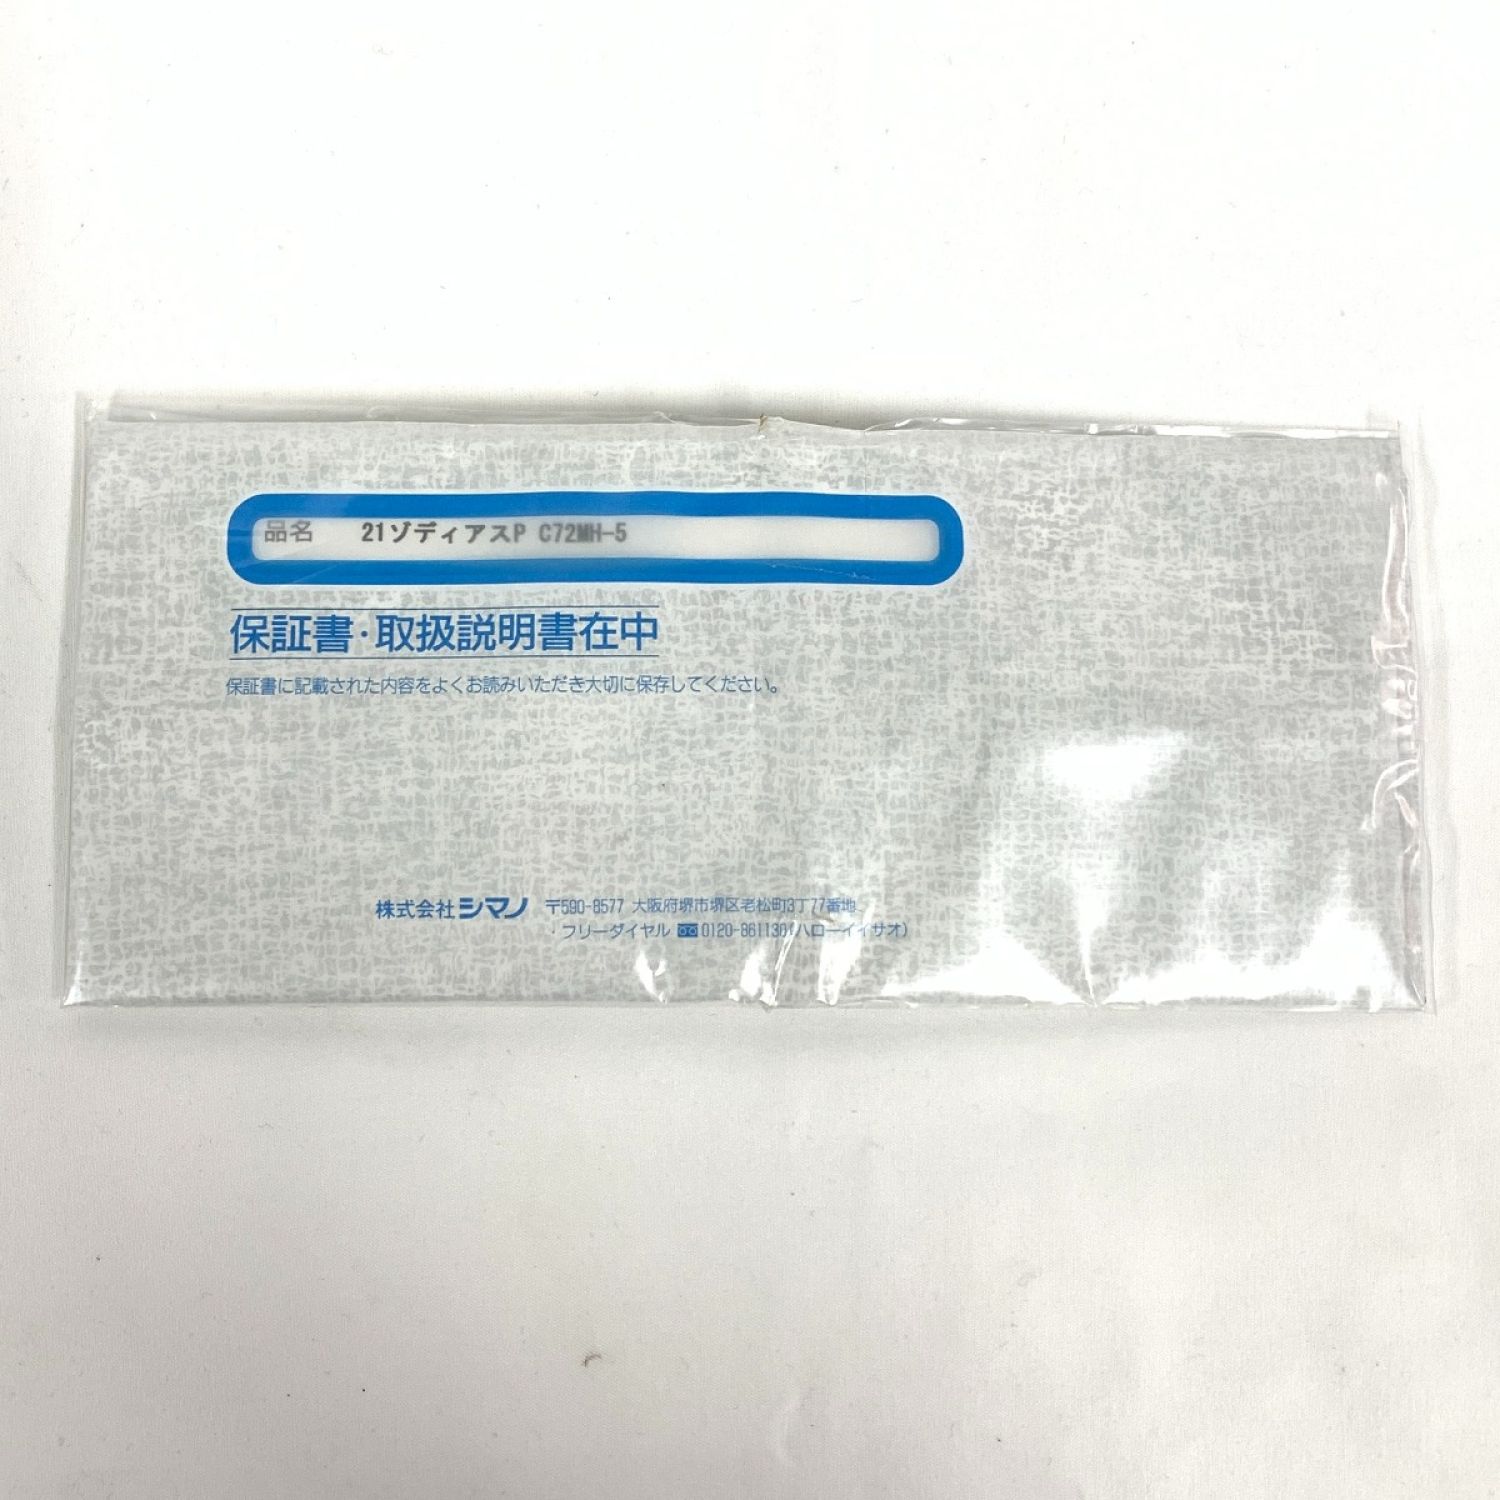 品名 21ゾディアスP C72MH-5
保証書・取扱説明書在中
保証書に記載された内容をよくお読みいただき大切に保存してください。
株式会社シマノ 〒590-8577 大阪府堺市堺区老松町3丁77番地
・フリーダイヤル 0120-861130(ハローイイサオ)